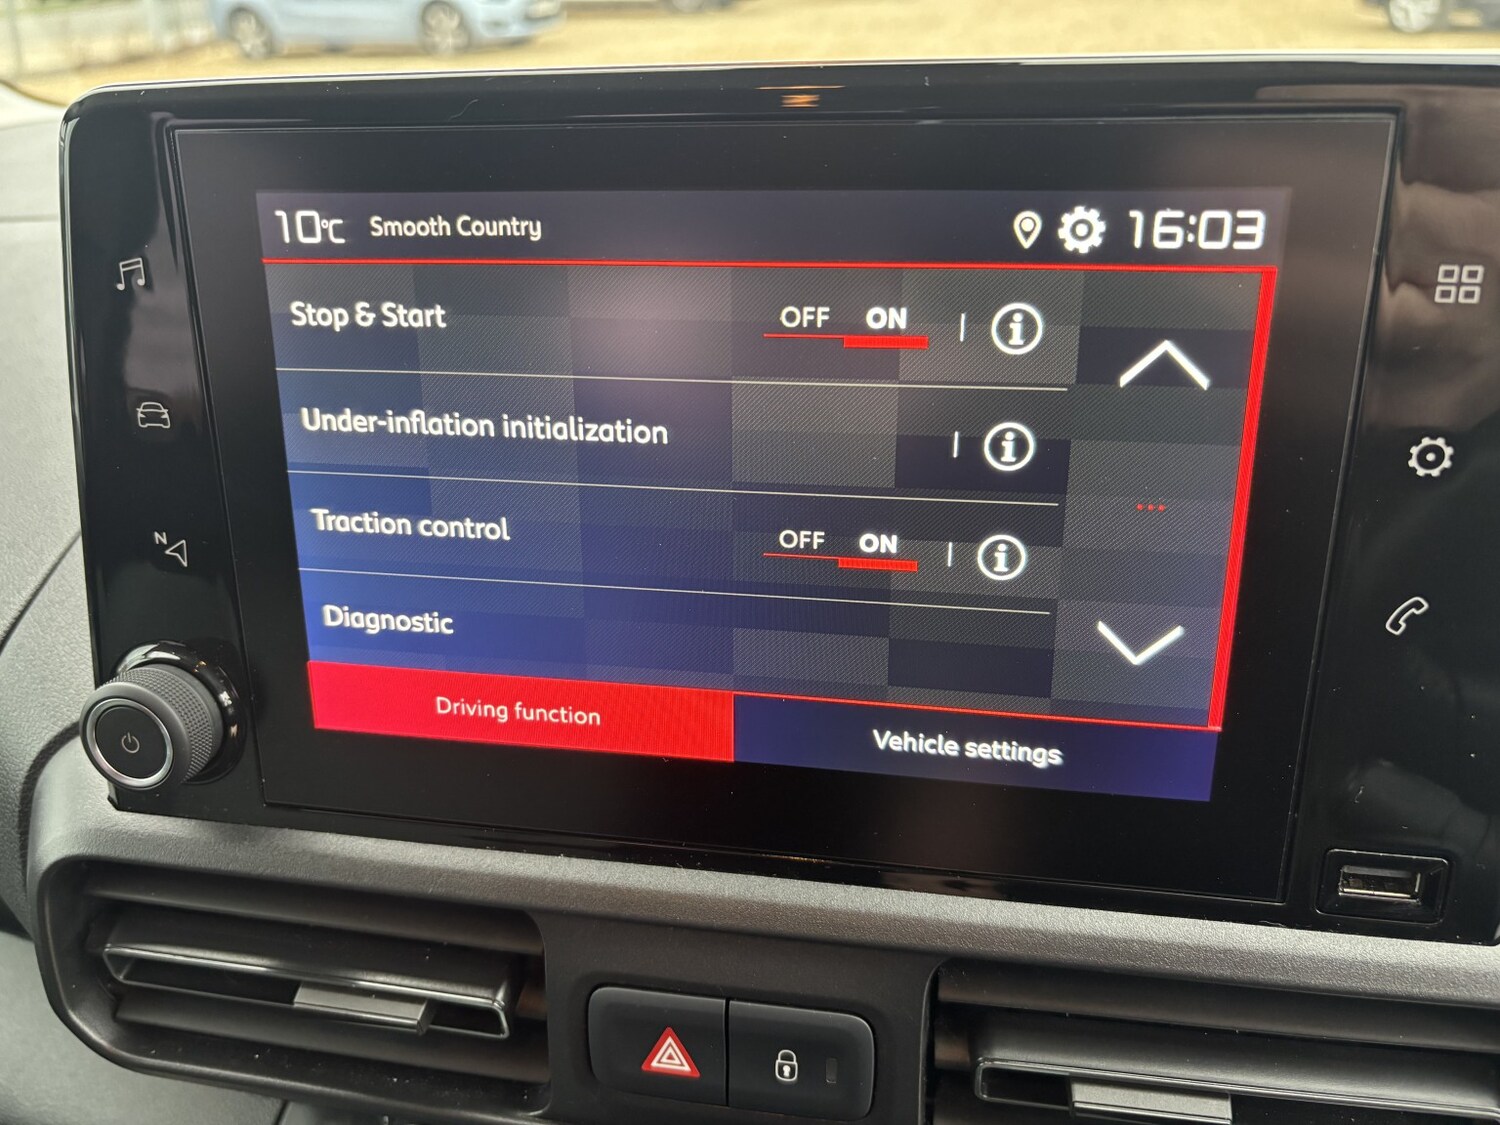 10°C Smooth Country 16:03
Stop & Start OFF ON
Under-inflation initialization
Traction control OFF ON
Diagnostic
Driving function
Vehicle settings
N